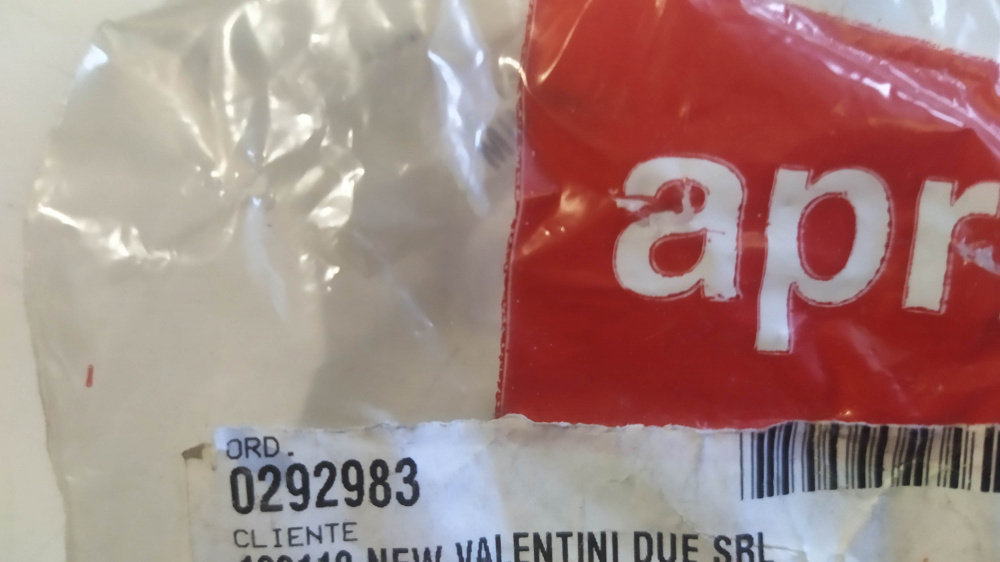 apr
ORD.
0292983
CLIENTE
NEW VALENTINI DUE SRL